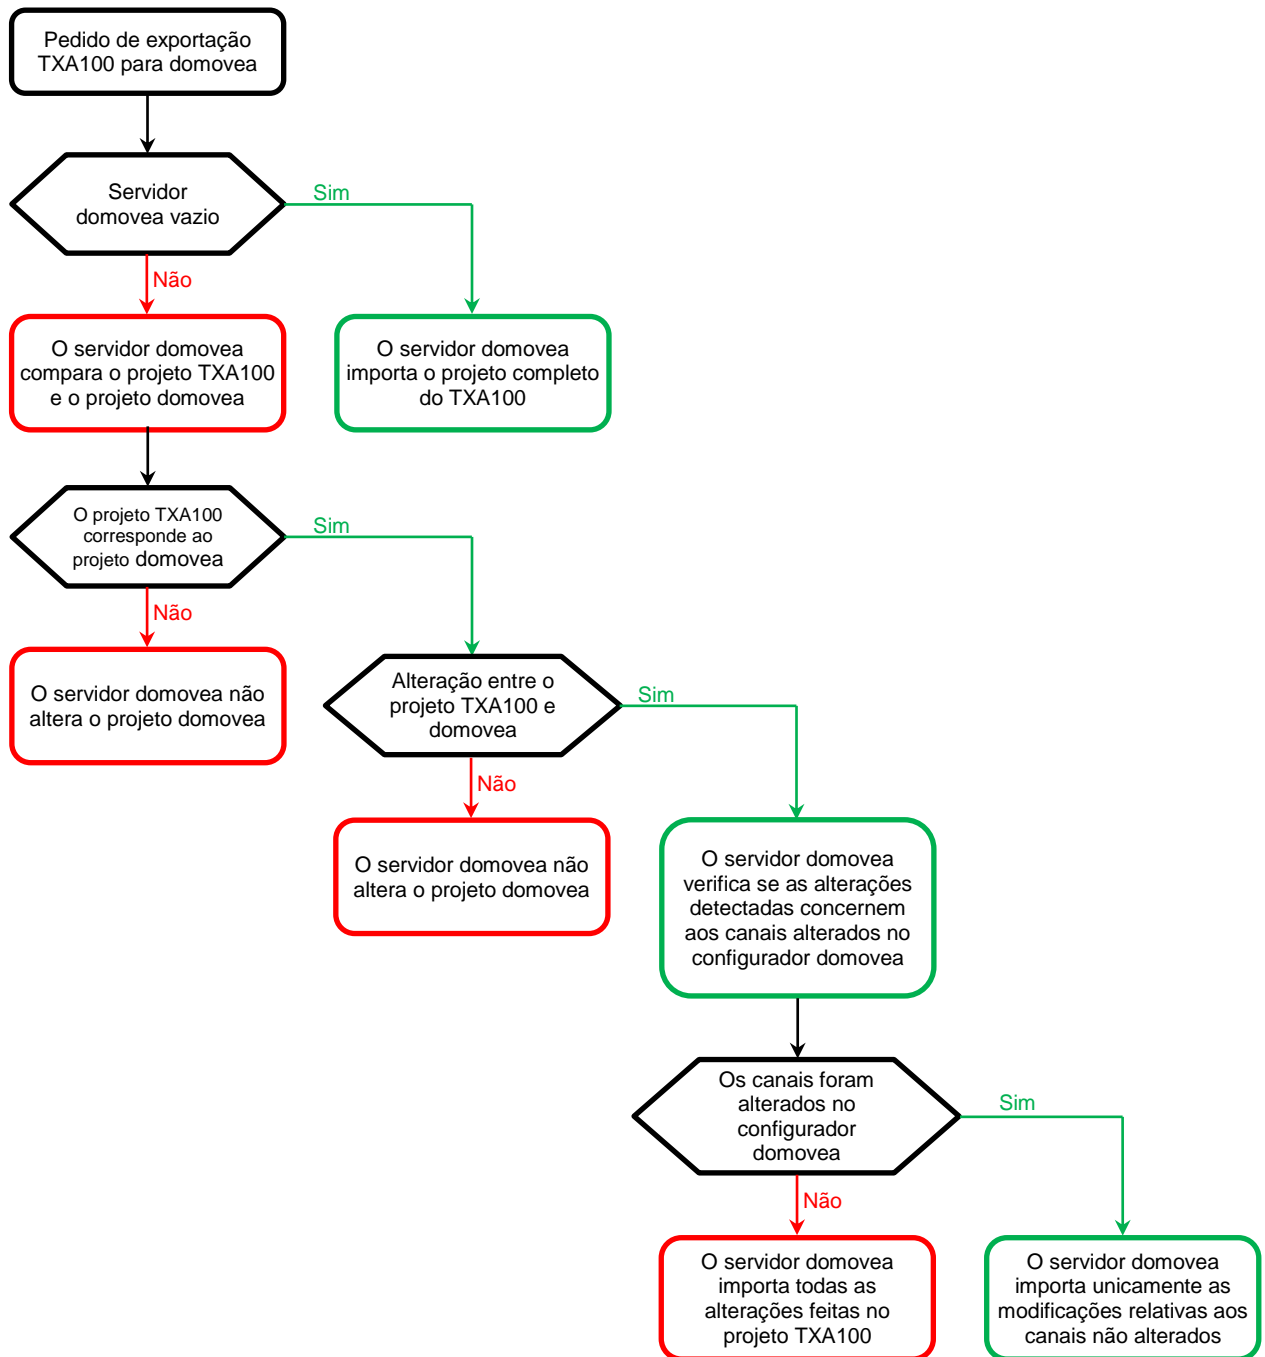 Pedido de exportação
TXA100 para domovea
Servidor
domovea vazio
Sim
Não
O servidor domovea
compara o projeto TXA100
e o projeto domovea
O servidor domovea
importa o projeto completo
do TXA100
O projeto TXA100
corresponde ao
projeto domovea
Sim
Não
O servidor domovea não
altera o projeto domovea
Alteração entre o
projeto TXA100 e
domovea
Sim
Não
O servidor domovea não
altera o projeto domovea
O servidor domovea
verifica se as alterações
detectadas concernem
aos canais alterados no
configurador domovea
Os canais foram
alterados no
configurador
domovea
Sim
Não
O servidor domovea
importa todas as
alterações feitas no
projeto TXA100
O servidor domovea
importa unicamente as
modificações relativas aos
canais não alterados